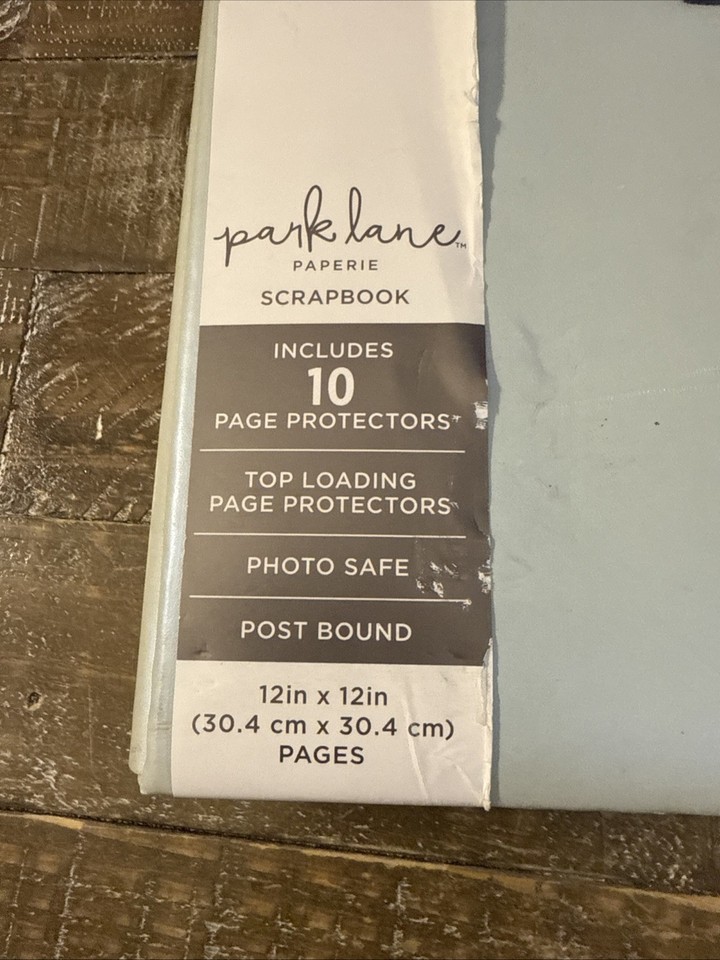 park lane™
PAPERIE
SCRAPBOOK
INCLUDES
10
PAGE PROTECTORS*
TOP LOADING
PAGE PROTECTORS
PHOTO SAFE
POST BOUND
12in x 12in
(30.4 cm x 30.4 cm)
PAGES